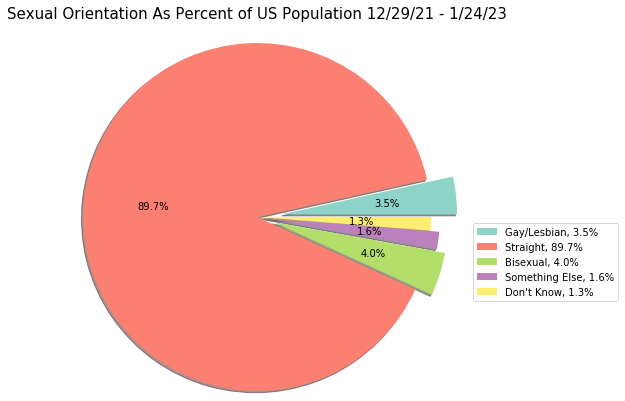 Sexual Orientation As Percent of US Population 12/29/21 - 1/24/23
89.7%
3.5%
1.3%
1.6%
4.0%
Gay/Lesbian, 3.5%
Straight, 89.7%
Bisexual, 4.0%
Something Else, 1.6%
Don't Know, 1.3%